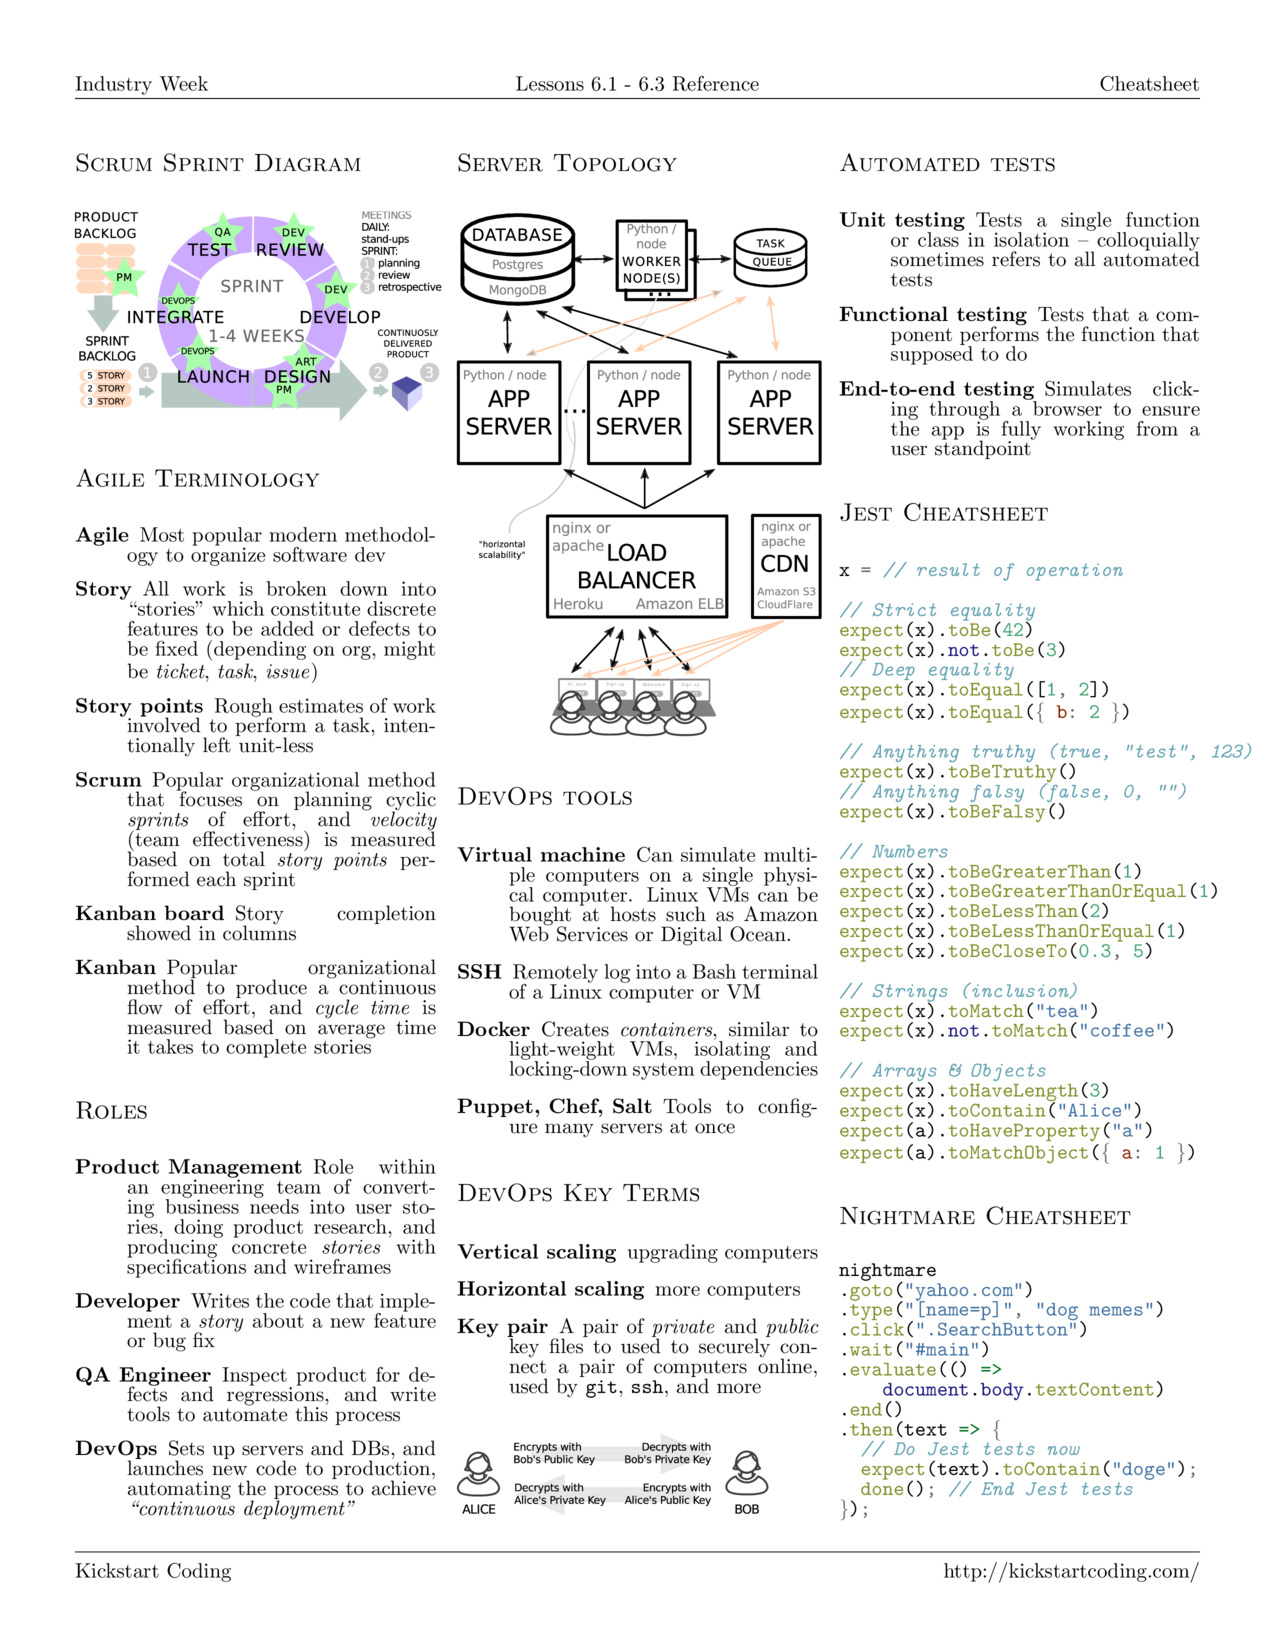 Industry Week
Lessons 6.1 - 6.3 Reference
Cheatsheet
Scrum Sprint Diagram
PRODUCT
BACKLOG
PM
SPRINT
BACKLOG
5 STORY
2 STORY
3 STORY
1
QA
TEST
DEV
REVIEW
SPRINT
DEV
DEVOPS
INTEGRATE
DEVELOP
1-4 WEEKS
DEVOPS
LAUNCH
ART
DESIGN
PM
MEETINGS
DAILY:
stand-ups
SPRINT:
1 planning
2 review
3 retrospective
CONTINUOSLY
DELIVERED
PRODUCT
2
3
Agile Terminology
Agile Most popular modern methodol-
ogy to organize software dev
Story All work is broken down into
“stories” which constitute discrete
features to be added or defects to
be fixed (depending on org, might
be ticket, task, issue)
Story points Rough estimates of work
involved to perform a task, inten-
tionally left unit-less
Scrum Popular organizational method
that focuses on planning cyclic
sprints of effort, and velocity
(team effectiveness) is measured
based on total story points per-
formed each sprint
Kanban board Story completion
showed in columns
Kanban Popular organizational
method to produce a continuous
flow of effort, and cycle time is
measured based on average time
it takes to complete stories
Roles
Product Management Role within
an engineering team of convert-
ing business needs into user sto-
ries, doing product research, and
producing concrete stories with
specifications and wireframes
Developer Writes the code that imple-
ment a story about a new feature
or bug fix
QA Engineer Inspect product for de-
fects and regressions, and write
tools to automate this process
DevOps Sets up servers and DBs, and
launches new code to production,
automating the process to achieve
“continuous deployment”
Server Topology
DATABASE
Postgres
MongoDB
Python /
node
WORKER
NODE(S)
...
TASK
QUEUE
Python / node
APP
SERVER
...
Python / node
APP
SERVER
Python / node
APP
SERVER
"horizontal
scalability"
nginx or
apache
LOAD
BALANCER
Heroku
Amazon ELB
nginx or
apache
CDN
Amazon S3
CloudFlare
DevOps tools
Virtual machine Can simulate multi-
ple computers on a single physi-
cal computer. Linux VMs can be
bought at hosts such as Amazon
Web Services or Digital Ocean.
SSH Remotely log into a Bash terminal
of a Linux computer or VM
Docker Creates containers, similar to
light-weight VMs, isolating and
locking-down system dependencies
Puppet, Chef, Salt Tools to config-
ure many servers at once
DevOps Key Terms
Vertical scaling upgrading computers
Horizontal scaling more computers
Key pair A pair of private and public
key files to used to securely con-
nect a pair of computers online,
used by git, ssh, and more
ALICE
Encrypts with
Bob's Public Key
Decrypts with
Bob's Private Key
Decrypts with
Alice's Private Key
Encrypts with
Alice's Public Key
BOB
Automated tests
Unit testing Tests a single function
or class in isolation – colloquially
sometimes refers to all automated
tests
Functional testing Tests that a com-
ponent performs the function that
supposed to do
End-to-end testing Simulates click-
ing through a browser to ensure
the app is fully working from a
user standpoint
Jest Cheatsheet
x = // result of operation
// Strict equality
expect(x).toBe(42)
expect(x).not.toBe(3)
// Deep equality
expect(x).toEqual([1, 2])
expect(x).toEqual({ b: 2 })
// Anything truthy (true, "test", 123)
expect(x).toBeTruthy()
// Anything falsy (false, 0, "")
expect(x).toBeFalsy()
// Numbers
expect(x).toBeGreaterThan(1)
expect(x).toBeGreaterThanOrEqual(1)
expect(x).toBeLessThan(2)
expect(x).toBeLessThanOrEqual(1)
expect(x).toBeCloseTo(0.3, 5)
// Strings (inclusion)
expect(x).toMatch("tea")
expect(x).not.toMatch("coffee")
// Arrays & Objects
expect(x).toHaveLength(3)
expect(x).toContain("Alice")
expect(a).toHaveProperty("a")
expect(a).toMatchObject({ a: 1 })
Nightmare Cheatsheet
nightmare
.goto("yahoo.com")
.type("[name=p]", "dog memes")
.click(".SearchButton")
.wait("#main")
.evaluate(() =>
document.body.textContent)
.end()
.then(text => {
// Do Jest tests now
expect(text).toContain("doge");
done(); // End Jest tests
});
Kickstart Coding
http://kickstartcoding.com/